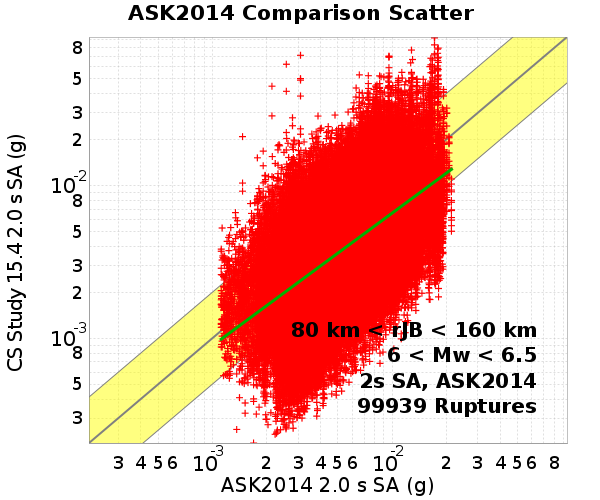 ASK2014 Comparison Scatter
CS Study 15.4 2.0 s SA (g)
8
5
3
2
10-2
8
5
3
2
10-3
8
5
3
80 km < rJB < 160 km
6 < Mw < 6.5
2s SA, ASK2014
99939 Ruptures
3 4 5 6 10-3 2 3 4 5 6 10-2 2 3 4 5 6 8
ASK2014 2.0 s SA (g)